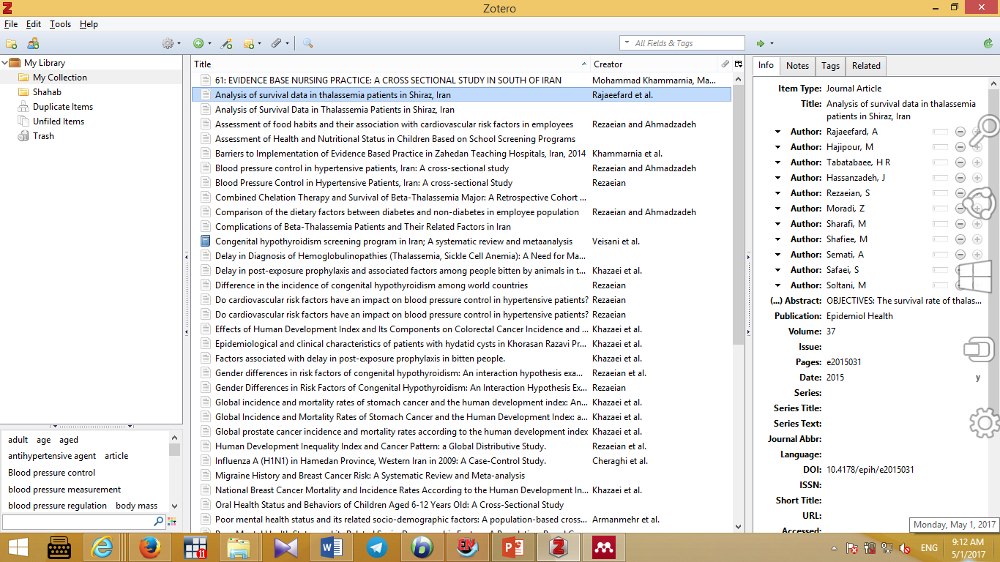 Zotero
File Edit Tools Help
All Fields & Tags
My Library
My Collection
Shahab
Duplicate Items
Unfiled Items
Trash
adult age aged
antihypertensive agent article
Blood pressure control
blood pressure measurement
blood pressure regulation body mass
Title Creator
61: EVIDENCE BASE NURSING PRACTICE: A CROSS SECTIONAL STUDY IN SOUTH OF IRAN Mohammad Khammarnia, Ma...
Analysis of survival data in thalassemia patients in Shiraz, Iran Rajaeefard et al.
Analysis of Survival Data in Thalassemia Patients in Shiraz, Iran
Assessment of food habits and their association with cardiovascular risk factors in employees Rezaeian and Ahmadzadeh
Assessment of Health and Nutritional Status in Children Based on School Screening Programs
Barriers to Implementation of Evidence Based Practice in Zahedan Teaching Hospitals, Iran, 2014 Khammarnia et al.
Blood pressure control in hypertensive patients, Iran: A cross-sectional study Rezaeian and Ahmadzadeh
Blood Pressure Control in Hypertensive Patients, Iran: A cross-sectional Study Rezaeian
Combined Chelation Therapy and Survival of Beta-Thalassemia Major: A Retrospective Cohort ...
Comparison of the dietary factors between diabetes and non-diabetes in employee population Rezaeian and Ahmadzadeh
Complications of Beta-Thalassemia Patients and Their Related Factors in Iran
Congenital hypothyroidism screening program in Iran; A systematic review and metaanalysis Veisani et al.
Delay in Diagnosis of Hemoglobulinopathies (Thalassemia, Sickle Cell Anemia): A Need for Ma...
Delay in post-exposure prophylaxis and associated factors among people bitten by animals in t... Khazaei et al.
Difference in the incidence of congenital hypothyroidism among world countries Rezaeian
Do cardiovascular risk factors have an impact on blood pressure control in hypertensive patients? Rezaeian
Do cardiovascular risk factors have an impact on blood pressure control in hypertensive patients? Rezaeian
Effects of Human Development Index and Its Components on Colorectal Cancer Incidence and ... Khazaei et al.
Epidemiological and clinical characteristics of patients with hydatid cysts in Khorasan Razavi Pr... Khazaei et al.
Factors associated with delay in post-exposure prophylaxis in bitten people. Khazaei et al.
Gender differences in risk factors of congenital hypothyroidism: An interaction hypothesis exa... Rezaeian et al.
Gender Differences in Risk Factors of Congenital Hypothyroidism: An Interaction Hypothesis Ex... Rezaeian
Global incidence and mortality rates of stomach cancer and the human development index: An... Khazaei et al.
Global Incidence and Mortality Rates of Stomach Cancer and the Human Development Index: a... Khazaei et al.
Global prostate cancer incidence and mortality rates according to the human development index Khazaei et al.
Human Development Inequality Index and Cancer Pattern: a Global Distributive Study. Rezaeian et al.
Influenza A (H1N1) in Hamedan Province, Western Iran in 2009: A Case-Control Study. Cheraghi et al.
Migraine History and Breast Cancer Risk: A Systematic Review and Meta-analysis
National Breast Cancer Mortality and Incidence Rates According to the Human Development In... Khazaei et al.
Oral Health Status and Behaviors of Children Aged 6-12 Years Old: A Cross-Sectional Study
Poor mental health status and its related socio-demographic factors: A population-based cross... Armanmehr et al.
Info Notes Tags Related
Item Type: Journal Article
Title: Analysis of survival data in thalassemia
patients in Shiraz, Iran
Author: Rajaeefard, A
Author: Hajipour, M
Author: Tabatabaee, H R
Author: Hassanzadeh, J
Author: Rezaeian, S
Author: Moradi, Z
Author: Sharafi, M
Author: Shafiee, M
Author: Semati, A
Author: Safaei, S
Author: Soltani, M
(...) Abstract: OBJECTIVES: The survival rate of thalas...
Publication: Epidemiol Health
Volume: 37
Issue:
Pages: e2015031
Date: 2015 y
Series:
Series Title:
Series Text:
Journal Abbr:
Language:
DOI: 10.4178/epih/e2015031
ISSN:
Short Title:
URL:
Accessed:
Monday, May 1, 2017
11
EN
ENG
9:12 AM
5/1/2017